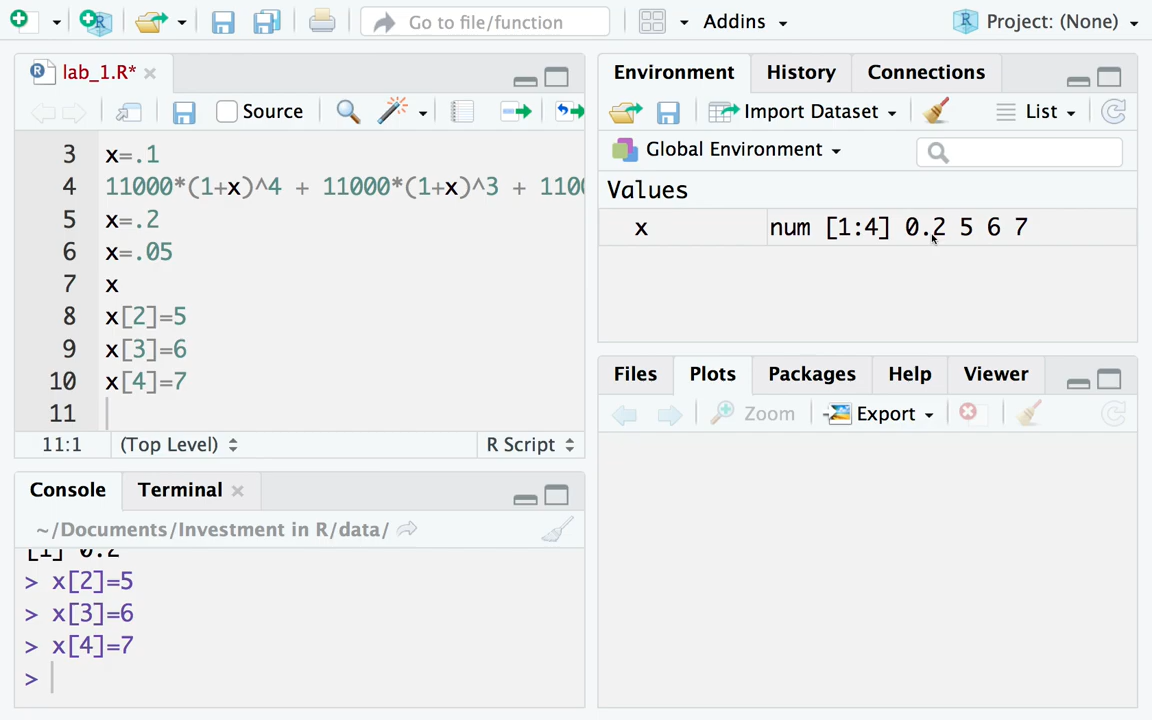 Go to file/function
Addins
Project: (None)
lab_1.R*
Source
3 x=.1
4 11000*(1+x)^4 + 11000*(1+x)^3 + 1100
5 x=.2
6 x=.05
7 x
8 x[2]=5
9 x[3]=6
10 x[4]=7
11
11:1 (Top Level) R Script
Console Terminal
~/Documents/Investment in R/data/
[1] 0.2
> x[2]=5
> x[3]=6
> x[4]=7
>
Environment History Connections
Import Dataset List
Global Environment
Values
x num [1:4] 0.2 5 6 7
Files Plots Packages Help Viewer
Zoom Export